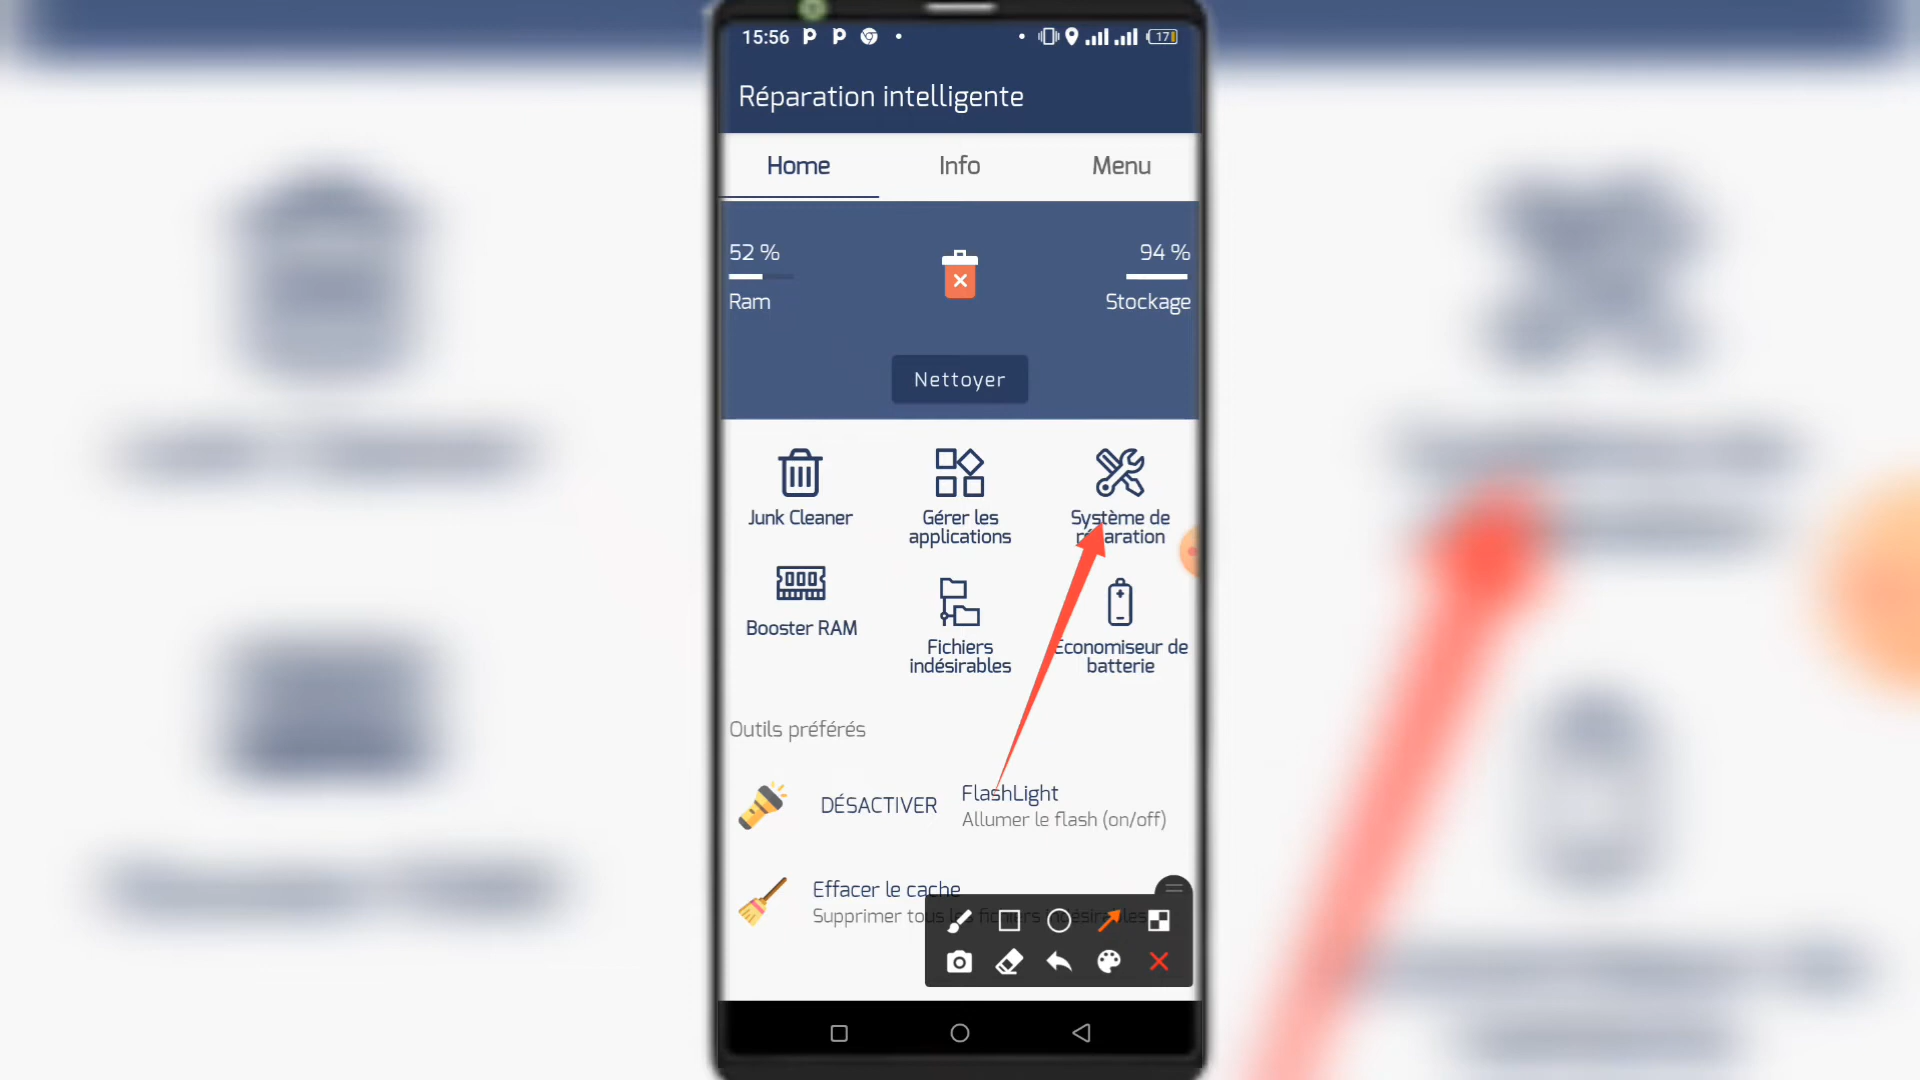 15:56
17
Réparation intelligente
Home
Info
Menu
52 %
94 %
Ram
Stockage
Nettoyer
Junk Cleaner
Gérer les
applications
Système de
réparation
Booster RAM
Fichiers
indésirables
Economiseur de
batterie
Outils préférés
DÉSACTIVER
FlashLight
Allumer le flash (on/off)
Effacer le cache
Supprimer tous les fichiers indésirables